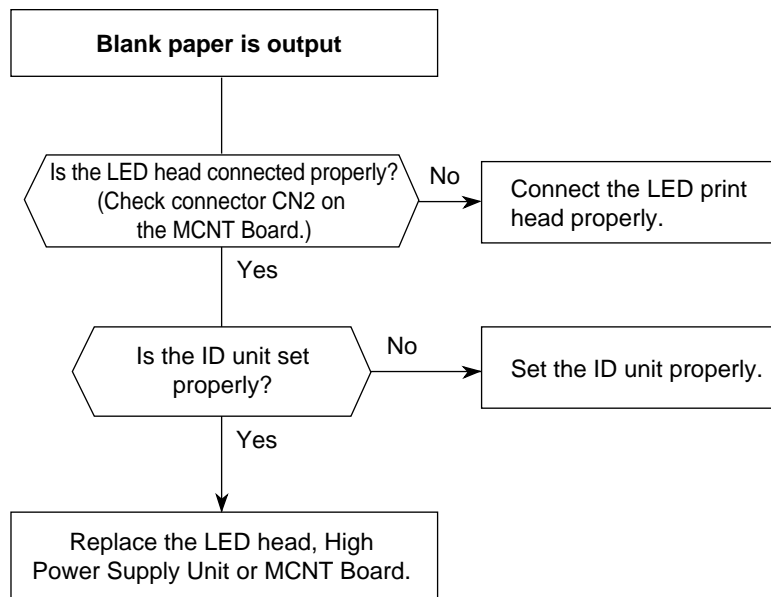 Blank paper is output
Is the LED head connected properly?
(Check connector CN2 on
the MCNT Board.)
No
Connect the LED print
head properly.
Yes
Is the ID unit set
properly?
No
Set the ID unit properly.
Yes
Replace the LED head, High
Power Supply Unit or MCNT Board.